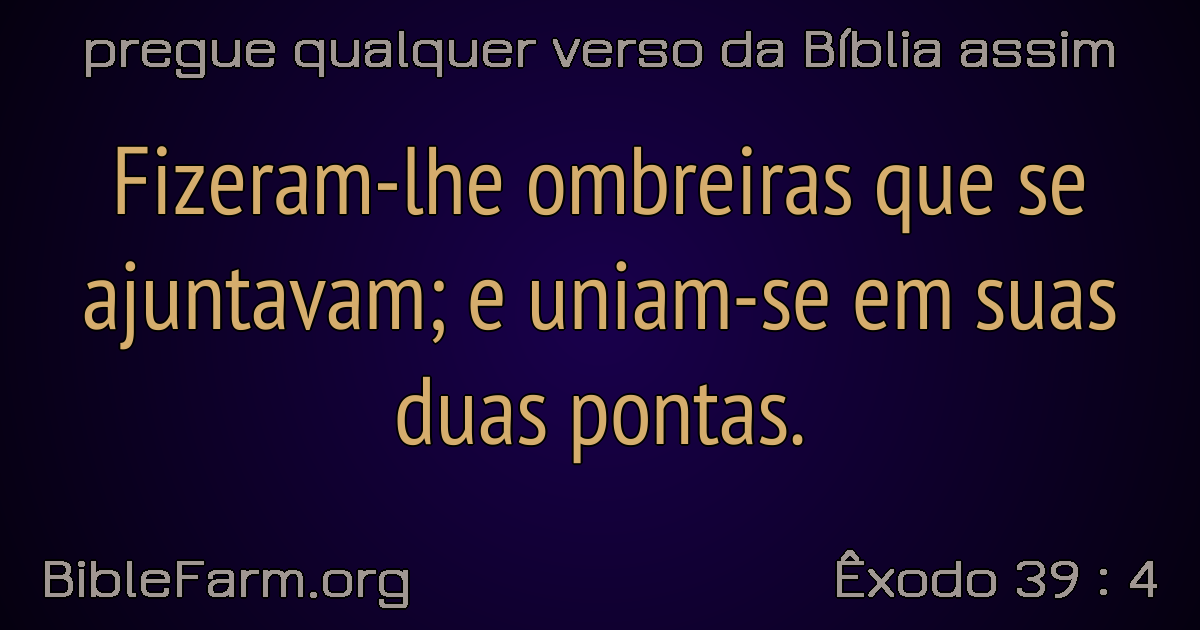 pregue qualquer verso da Bíblia assim
Fizeram-lhe ombreiras que se
ajuntavam; e uniam-se em suas
duas pontas.
BibleFarm.org
Êxodo 39 : 4